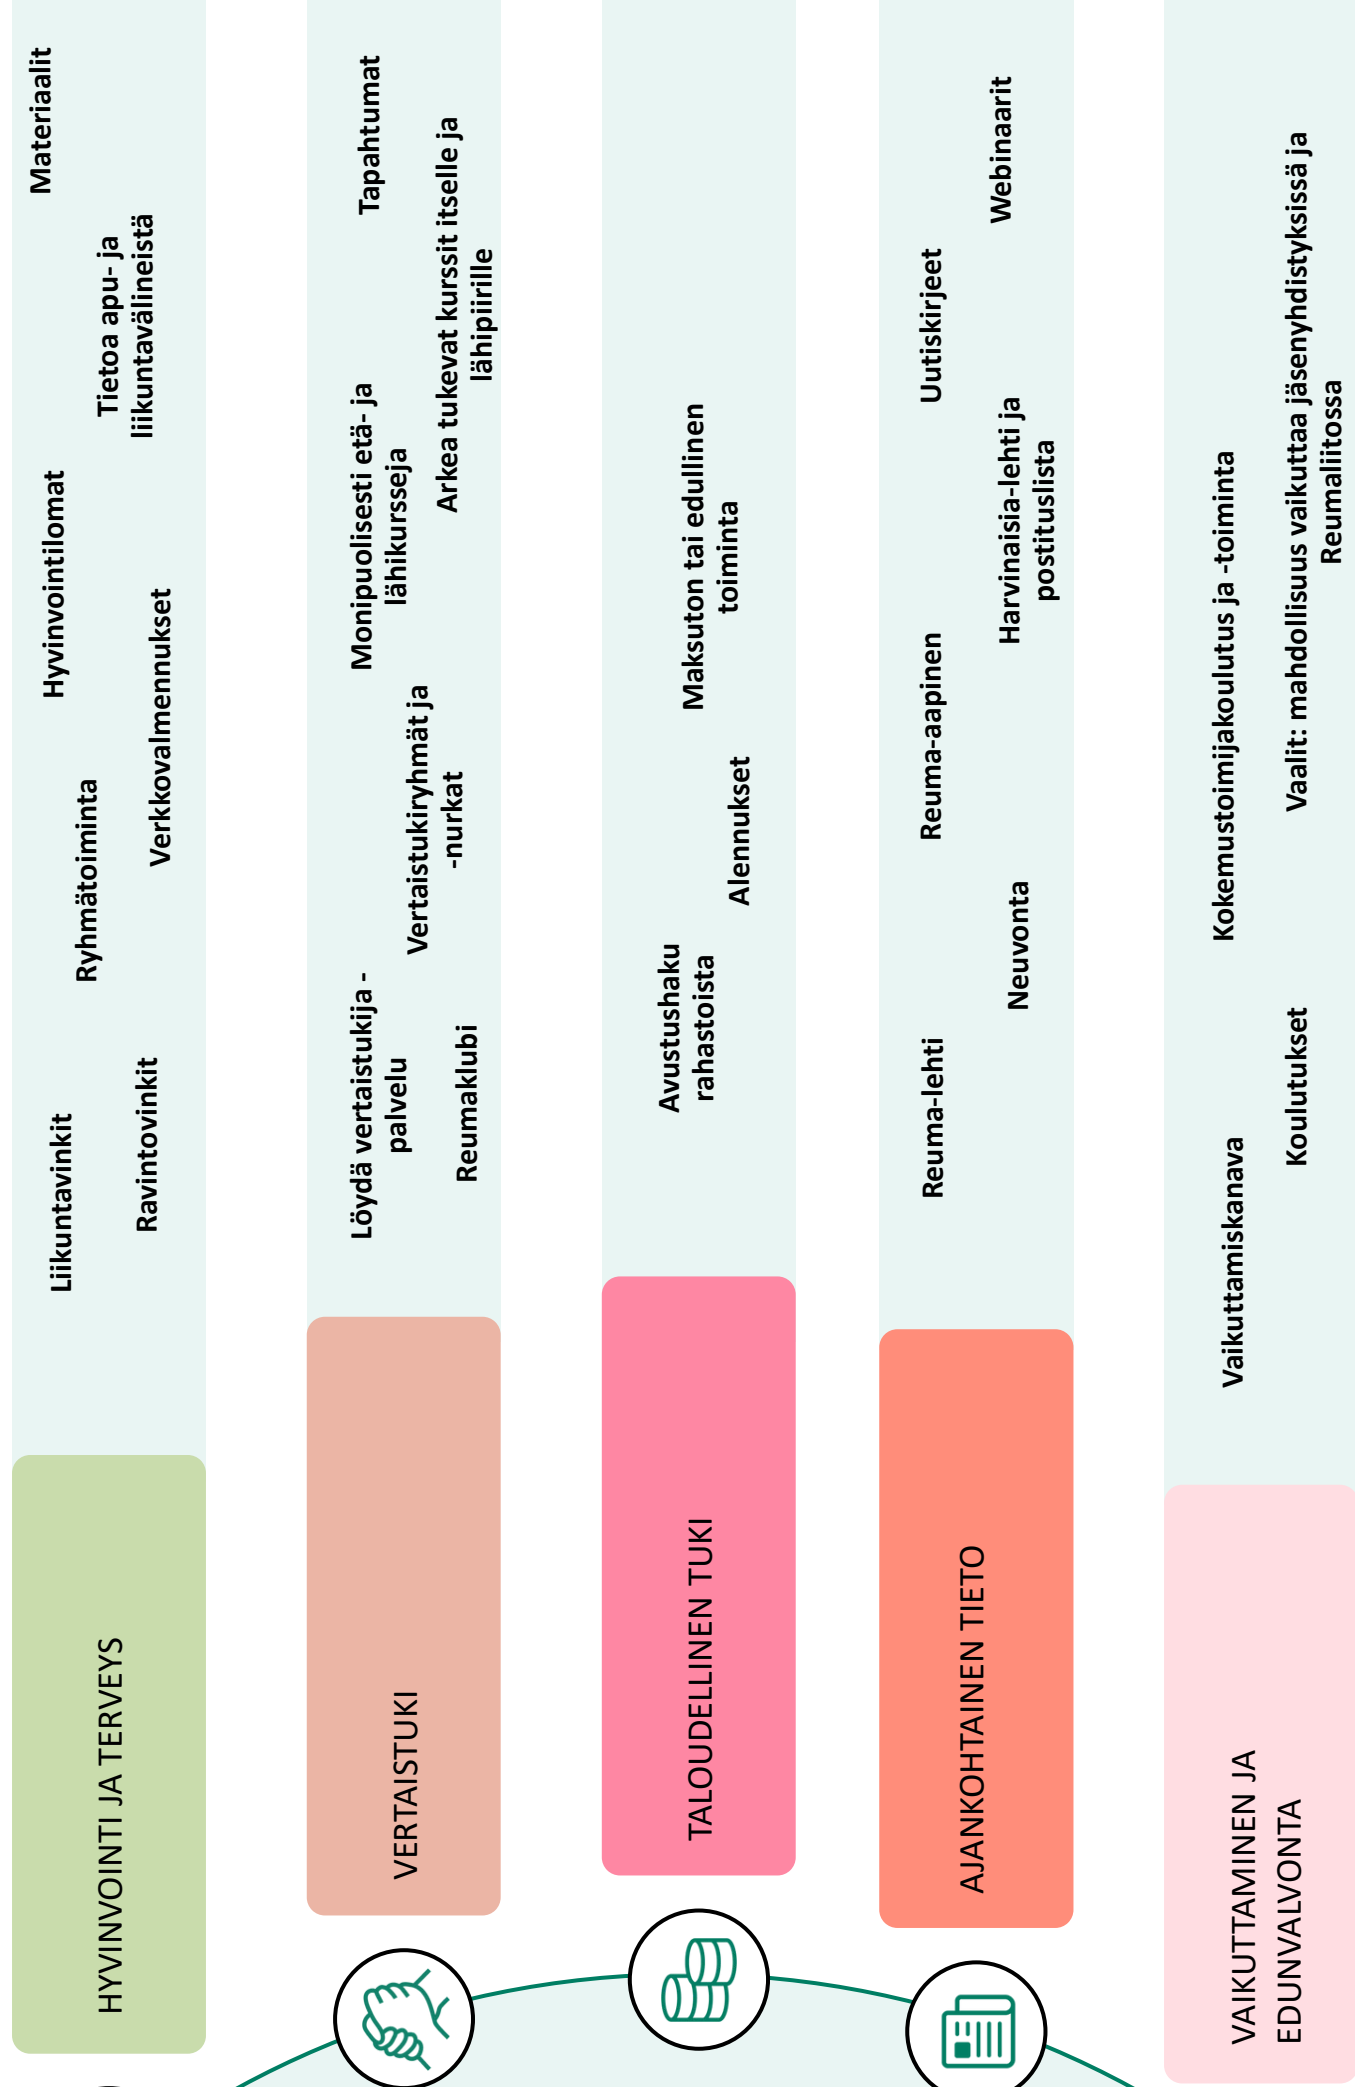 HYVINVOINTI JA TERVEYS
Liikuntavinkit
Ravintovinkit
Ryhmätoiminta
Verkkovalmennukset
Hyvinvointilomat
Tietoa apu- ja
liikuntavälineistä
Materiaalit
VERTAISTUKI
Löydä vertaistukija -
palvelu
Reumaklubi
Vertaistukiryhmät ja
-nurkat
Monipuolisesti etä- ja
lähikursseja
Arkea tukevat kurssit itselle ja
lähipiirille
Tapahtumat
TALOUDELLINEN TUKI
Avustushaku
rahastoista
Alennukset
Maksuton tai edullinen
toiminta
AJANKOHTAINEN TIETO
Reuma-lehti
Neuvonta
Reuma-aapinen
Harvinaisia-lehti ja
postituslista
Uutiskirjeet
Webinaarit
VAIKUTTAMINEN JA
EDUNVALVONTA
Vaikuttamiskanava
Koulutukset
Kokemustoimijakoulutus ja -toiminta
Vaalit: mahdollisuus vaikuttaa jäsenyhdistyksissä ja
Reumaliitossa